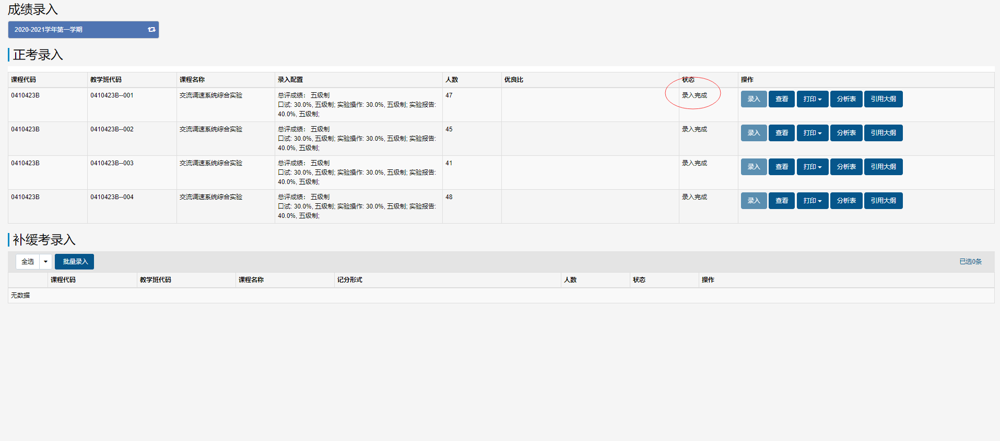 成绩录入
2020-2021学年第一学期
正考录入
课程代码 教学班代码 课程名称 录入配置 人数 优良比 状态 操作
0410423B 0410423B--001 交流调速系统综合实验 总评成绩： 五级制 47 录入完成 录入 查看 打印 分析表 引用大纲
口试: 30.0%, 五级制; 实验操作: 30.0%, 五级制; 实验报告:
40.0%, 五级制;
0410423B 0410423B--002 交流调速系统综合实验 总评成绩： 五级制 45 录入完成 录入 查看 打印 分析表 引用大纲
口试: 30.0%, 五级制; 实验操作: 30.0%, 五级制; 实验报告:
40.0%, 五级制;
0410423B 0410423B--003 交流调速系统综合实验 总评成绩： 五级制 41 录入完成 录入 查看 打印 分析表 引用大纲
口试: 30.0%, 五级制; 实验操作: 30.0%, 五级制; 实验报告:
40.0%, 五级制;
0410423B 0410423B--004 交流调速系统综合实验 总评成绩： 五级制 48 录入完成 录入 查看 打印 分析表 引用大纲
口试: 30.0%, 五级制; 实验操作: 30.0%, 五级制; 实验报告:
40.0%, 五级制;
补缓考录入
全选 批量录入 已选0条
课程代码 教学班代码 课程名称 记分形式 人数 状态 操作
无数据